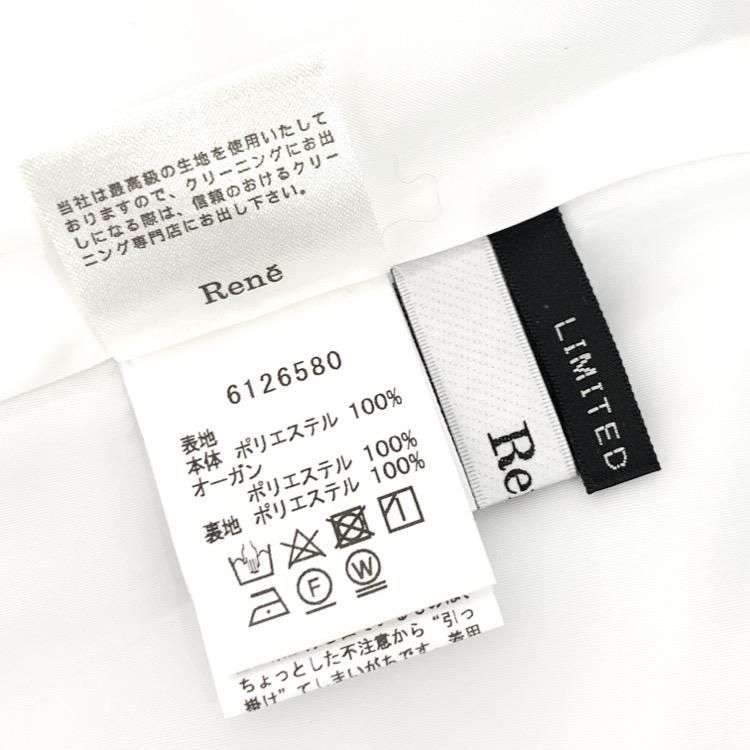 当社は最高級の生地を使用いたして
おりますので、クリーニングにお出
しになる際は、信頼のおけるクリー
ニング専門店にお出し下さい。
René
6126580
表地
本体 ポリエステル 100%
オーガン
ポリエステル 100%
裏地 ポリエステル 100%
F
W
ちょっとした不注意から“引っ
掛け”てしまいがちです。着用
Re
LIMITED